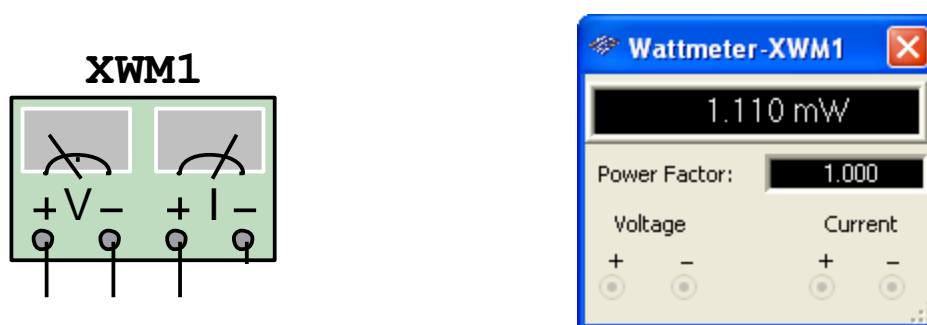 XWM1
+ V − + I −
Wattmeter-XWM1
1.110 mW
Power Factor: 1.000
Voltage Current
+ − + −